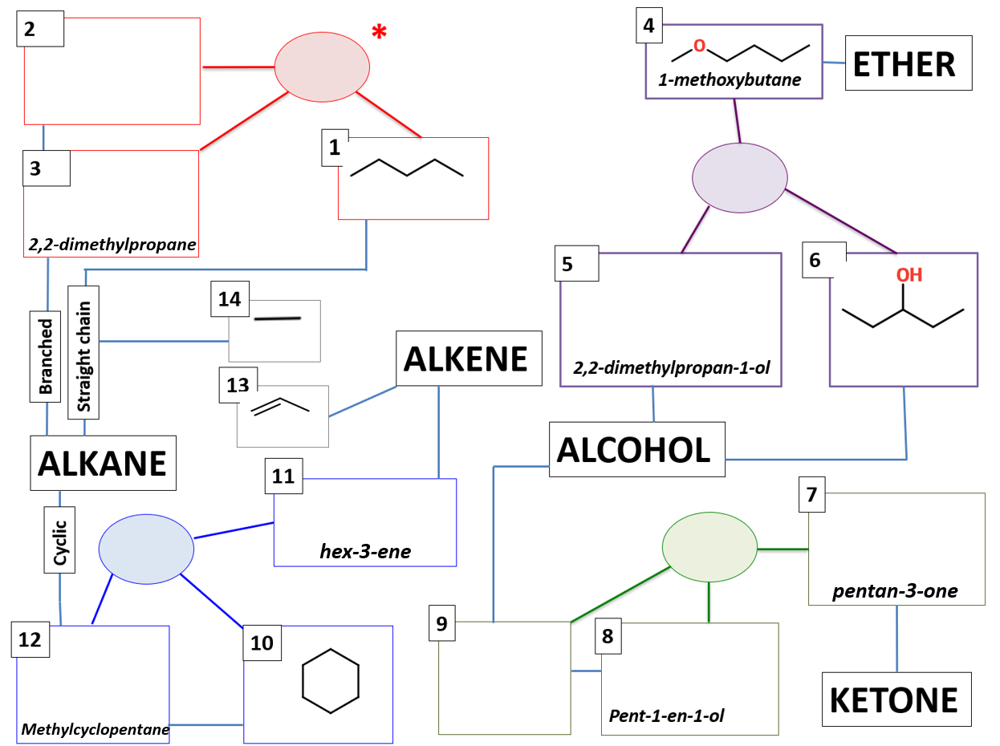 2
*
4
O
1-methoxybutane
ETHER
3
2,2-dimethylpropane
1
5
2,2-dimethylpropan-1-ol
6
OH
Branched
Straight chain
14
ALKENE
13
ALKANE
ALCOHOL
11
hex-3-ene
7
pentan-3-one
Cyclic
12
Methylcyclopentane
10
9
8
Pent-1-en-1-ol
KETONE